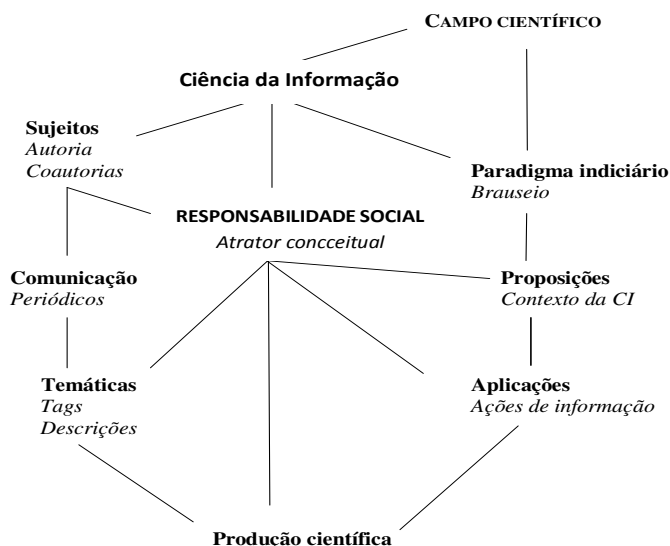 CAMPO CIENTÍFICO
Ciência da Informação
Sujeitos
Autoria
Coautorias
Paradigma indiciário
Brauseio
RESPONSABILIDADE SOCIAL
Atrator concceitual
Comunicação
Periódicos
Proposições
Contexto da CI
Temáticas
Tags
Descrições
Aplicações
Ações de informação
Produção científica